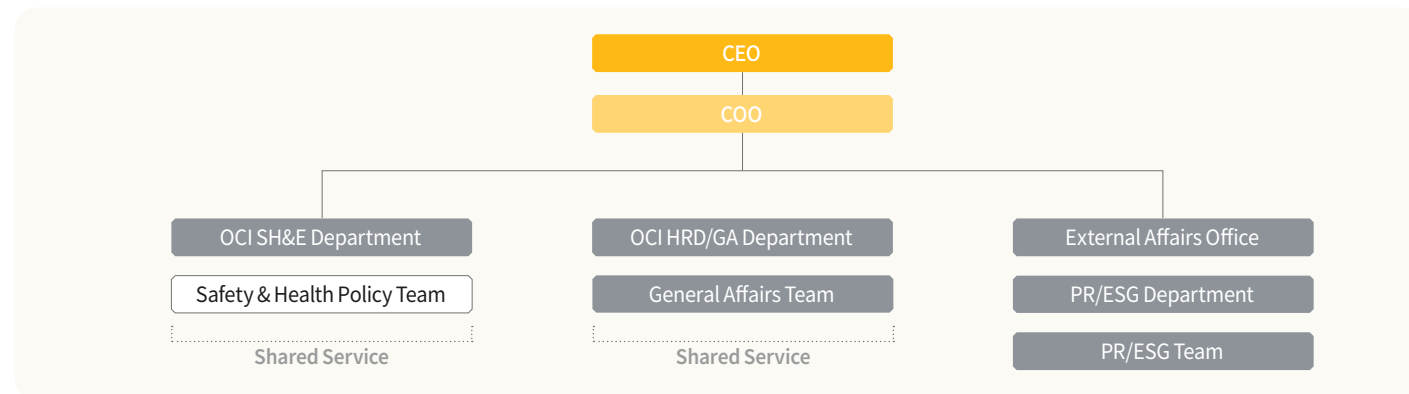 CEO
COO
OCI SH&E Department
OCI HRD/GA Department
External Affairs Office
Safety & Health Policy Team
General Affairs Team
PR/ESG Department
Shared Service
Shared Service
PR/ESG Team